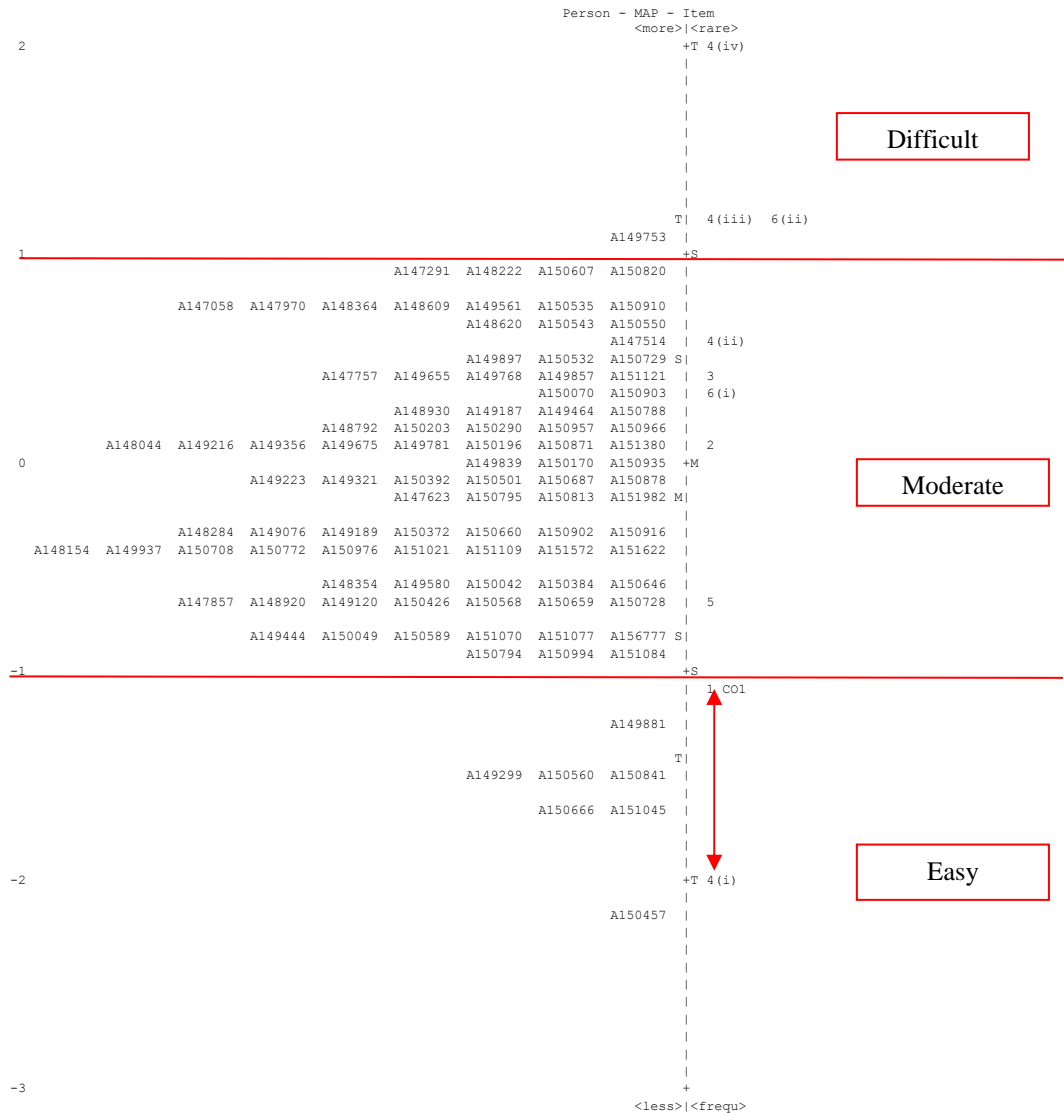 Person - MAP - Item
<more>|<rare>
2 +T 4(iv)
|
|
|
|
Difficult
|
|
|
|
T| 4(iii) 6(ii)
A149753 |
1 +S
A147291 A148222 A150607 A150820 |
|
A147058 A147970 A148364 A148609 A149561 A150535 A150910 |
A148620 A150543 A150550 |
A147514 | 4(ii)
A149897 A150532 A150729 S|
A147757 A149655 A149768 A149857 A151121 | 3
A150070 A150903 | 6(i)
A148930 A149187 A149464 A150788 |
A148792 A150203 A150290 A150957 A150966 |
A148044 A149216 A149356 A149675 A149781 A150196 A150871 A151380 | 2
0 A149839 A150170 A150935 +M
A149223 A149321 A150392 A150501 A150687 A150878 |
Moderate
A147623 A150795 A150813 A151982 M|
|
A148284 A149076 A149189 A150372 A150660 A150902 A150916 |
A148154 A149937 A150708 A150772 A150976 A151021 A151109 A151572 A151622 |
|
A148354 A149580 A150042 A150384 A150646 |
A147857 A148920 A149120 A150426 A150568 A150659 A150728 | 5
|
A149444 A150049 A150589 A151070 A151077 A156777 S|
A150794 A150994 A151084 |
-1 +S
| 1 CO1
|
A149881 |
|
T|
A149299 A150560 A150841 |
|
A150666 A151045 |
|
|
|
-2 +T 4(i)
Easy
|
A150457 |
|
|
|
|
|
|
|
|
-3 +
<less>|<frequ>